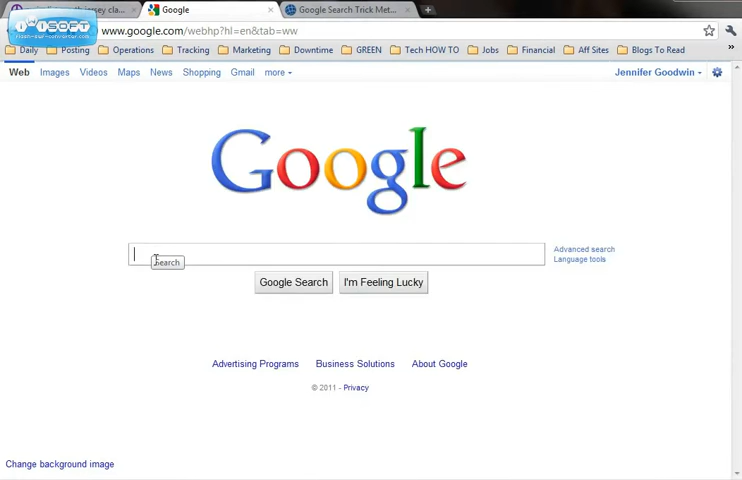 jersey cla...
Google
Google Search Trick Met...
www.google.com/webhp?hl=en&tab=ww
Daily Posting Operations Tracking Marketing Downtime GREEN Tech HOW TO Jobs Financial Aff Sites Blogs To Read »
Web Images Videos Maps News Shopping Gmail more Jennifer Goodwin
Google
Advanced search
Language tools
Search
Google Search I'm Feeling Lucky
Advertising Programs Business Solutions About Google
© 2011 - Privacy
Change background image